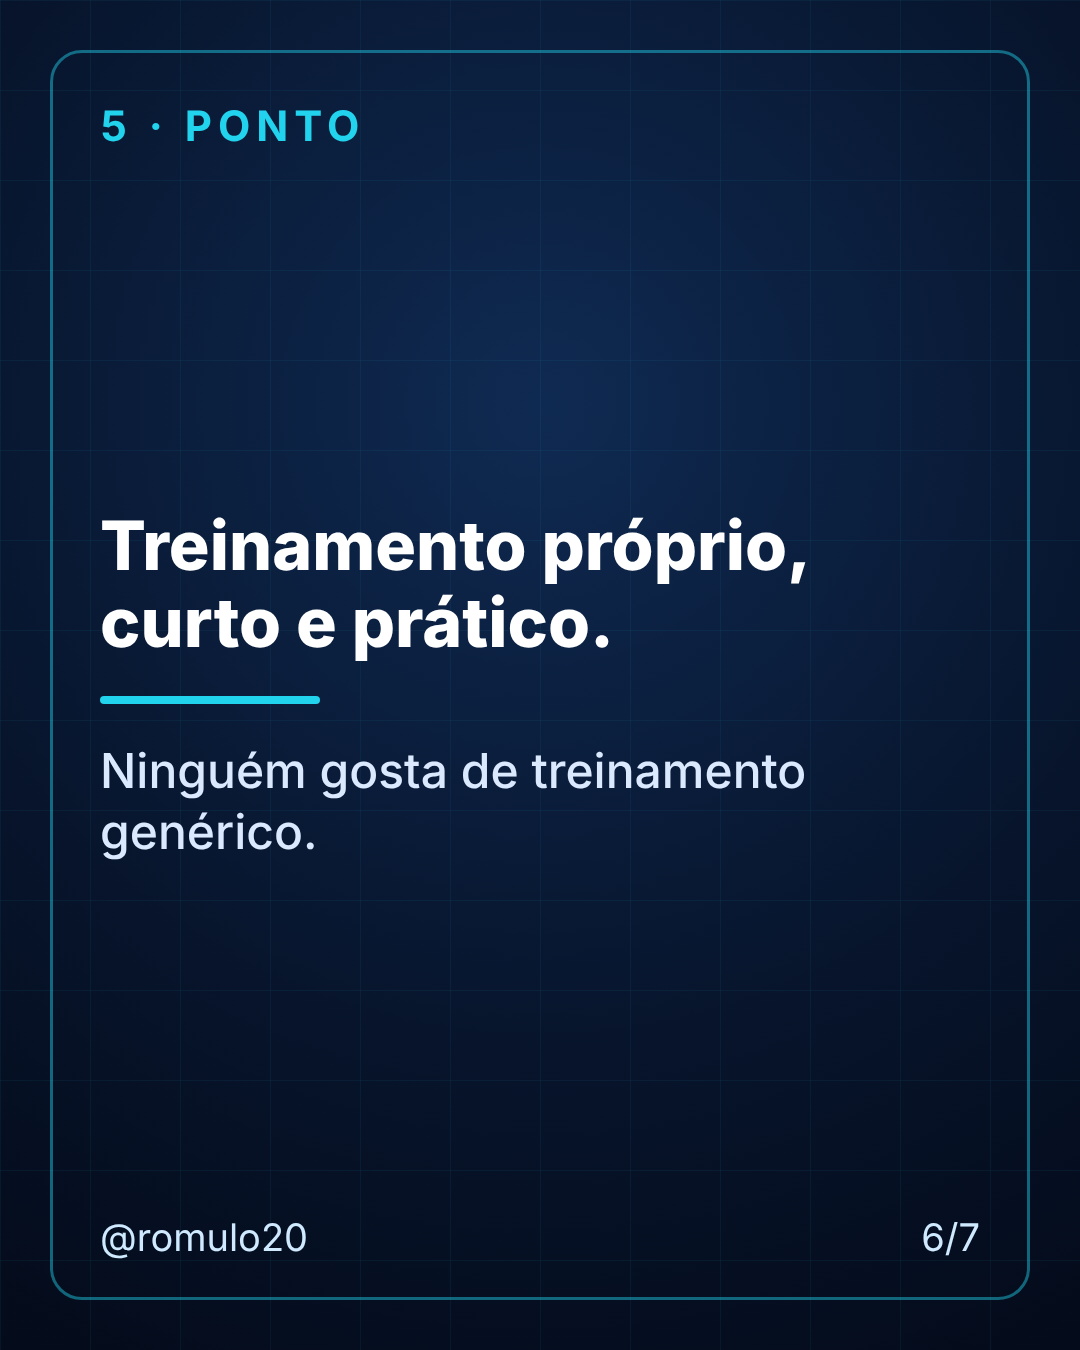 5 · PONTO
Treinamento próprio,
curto e prático.
Ninguém gosta de treinamento
genérico.
@romulo20
6/7